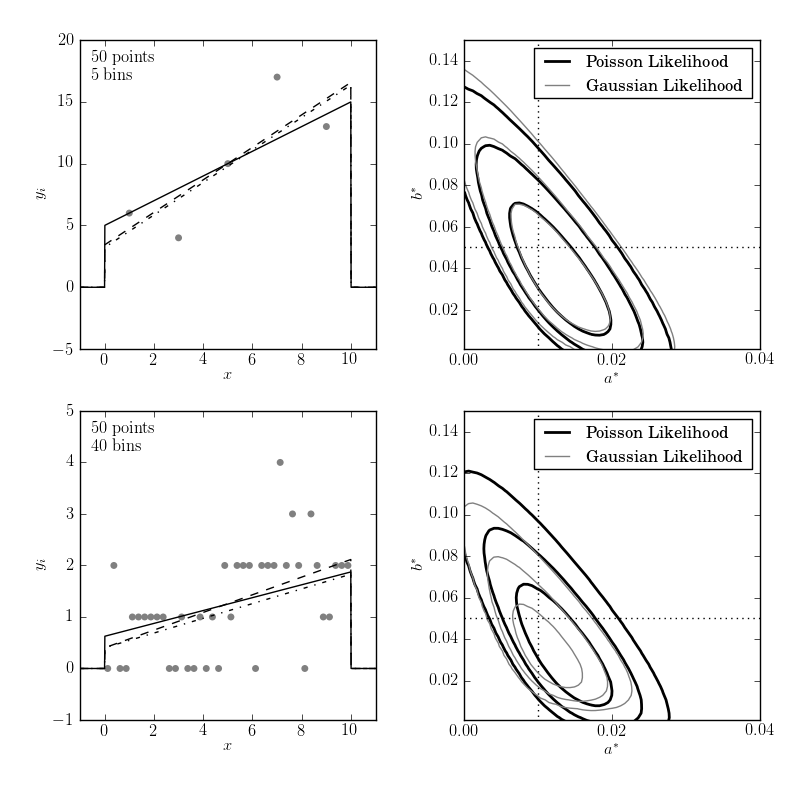 20
15
10
5
0
−5
50 points
5 bins
y_i
0 2 4 6 8 10
x
0.14
0.12
0.10
0.08
0.06
0.04
0.02
Poisson Likelihood
Gaussian Likelihood
b*
0.00 0.02 0.04
a*
5
4
3
2
1
0
−1
50 points
40 bins
y_i
0 2 4 6 8 10
x
0.14
0.12
0.10
0.08
0.06
0.04
0.02
Poisson Likelihood
Gaussian Likelihood
b*
0.00 0.02 0.04
a*